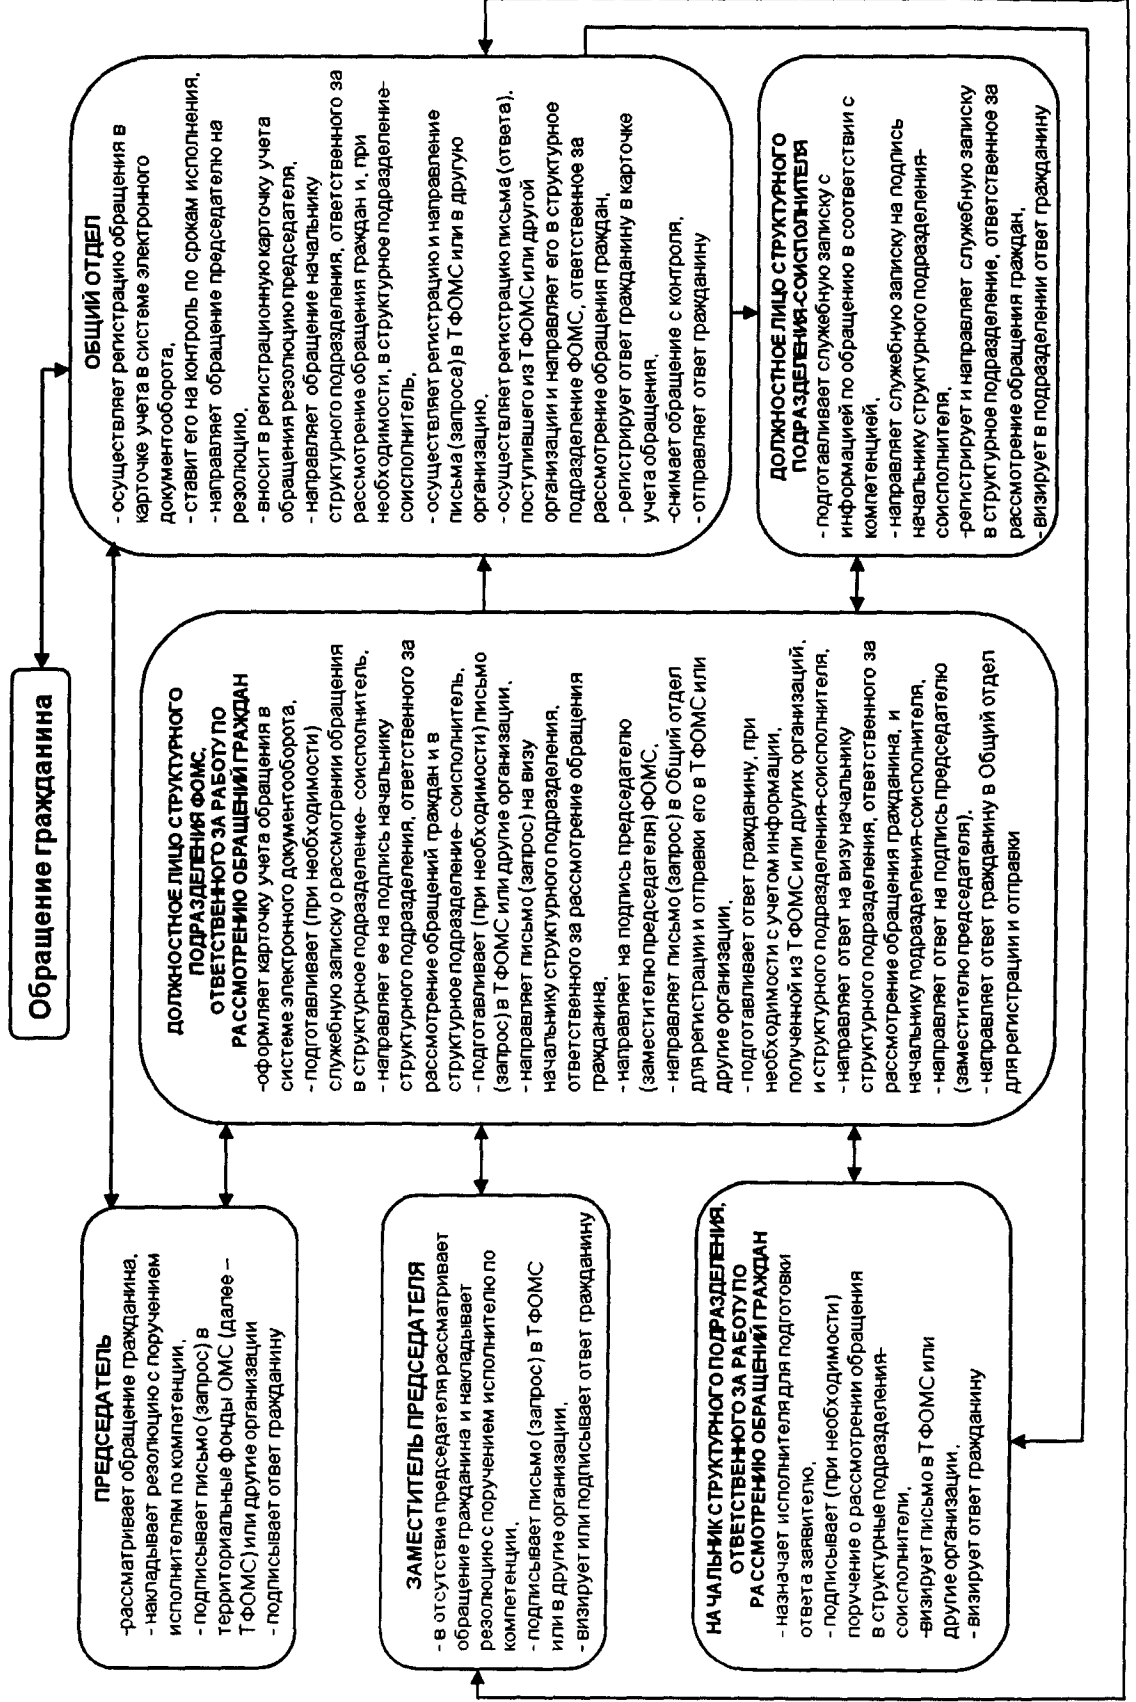 Обращение гражданина
ПРЕДСЕДАТЕЛЬ
-рассматривает обращение гражданина,
- накладывает резолюцию с поручением
исполнителям по компетенции,
- подписывает письмо (запрос) в
территориальные фонды ОМС (далее –
ТФОМС) или другие организации
- подписывает ответ гражданину
ЗАМЕСТИТЕЛЬ ПРЕДСЕДАТЕЛЯ
- в отсутствие председателя рассматривает
обращение гражданина и накладывает
резолюцию с поручением исполнителю по
компетенции,
- подписывает письмо (запрос) в ТФОМС
или в другие организации,
- визирует или подписывает ответ гражданину
НАЧАЛЬНИК СТРУКТУРНОГО ПОДРАЗДЕЛЕНИЯ,
ОТВЕТСТВЕННОГО ЗА РАБОТУ ПО
РАССМОТРЕНИЮ ОБРАЩЕНИЙ ГРАЖДАН
- назначает исполнителя для подготовки
ответа заявителю,
- подписывает (при необходимости)
поручение о рассмотрении обращения
в структурные подразделения-
соисполнители,
-визирует письмо в ТФОМС или
другие организации,
- визирует ответ гражданину
ДОЛЖНОСТНОЕ ЛИЦО СТРУКТУРНОГО
ПОДРАЗДЕЛЕНИЯ ФОМС,
ОТВЕТСТВЕННОГО ЗА РАБОТУ ПО
РАССМОТРЕНИЮ ОБРАЩЕНИЙ ГРАЖДАН
-оформляет карточку учета обращения в
системе электронного документооборота,
- подготавливает (при необходимости)
служебную записку о рассмотрении обращения
в структурное подразделение- соисполнитель,
- направляет ее на подпись начальнику
структурного подразделения, ответственного за
рассмотрение обращений граждан и в
структурное подразделение- соисполнитель,
- подготавливает (при необходимости) письмо
(запрос) в ТФОМС или другие организации,
- направляет письмо (запрос) на визу
начальнику структурного подразделения,
ответственного за рассмотрение обращения
гражданина,
- направляет на подпись председателю
(заместителю председателя) ФОМС,
- направляет письмо (запрос) в Общий отдел
для регистрации и отправки его в ТФОМС или
другие организации,
- подготавливает ответ гражданину, при
необходимости с учетом информации,
полученной из ТФОМС или других организаций,
и структурного подразделения-соисполнителя,
- направляет ответ на визу начальнику
структурного подразделения, ответственного за
рассмотрение обращения гражданина, и
начальнику подразделения-соисполнителя,
- направляет ответ на подпись председателю
(заместителю председателя),
- направляет ответ гражданину в Общий отдел
для регистрации и отправки
ОБЩИЙ ОТДЕЛ
- осуществляет регистрацию обращения в
карточке учета в системе электронного
документооборота,
- ставит его на контроль по срокам исполнения,
- направляет обращение председателю на
резолюцию,
- вносит в регистрационную карточку учета
обращения резолюцию председателя,
- направляет обращение начальнику
структурного подразделения, ответственного за
рассмотрение обращения граждан и, при
необходимости, в структурное подразделение-
соисполнитель,
- осуществляет регистрацию и направление
письма (запроса) в ТФОМС или в другую
организацию,
- осуществляет регистрацию письма (ответа),
поступившего из ТФОМС или другой
организации и направляет его в структурное
подразделение ФОМС, ответственное за
рассмотрение обращения граждан,
- регистрирует ответ гражданину в карточке
учета обращения,
-снимает обращение с контроля,
- отправляет ответ гражданину
ДОЛЖНОСТНОЕ ЛИЦО СТРУКТУРНОГО
ПОДРАЗДЕЛЕНИЯ-СОИСПОЛНИТЕЛЯ
- подготавливает служебную записку с
информацией по обращению в соответствии с
компетенцией,
- направляет служебную записку на подпись
начальнику структурного подразделения-
соисполнителя,
-регистрирует и направляет служебную записку
в структурное подразделение, ответственное за
рассмотрение обращения граждан,
- визирует в подразделении ответ гражданину